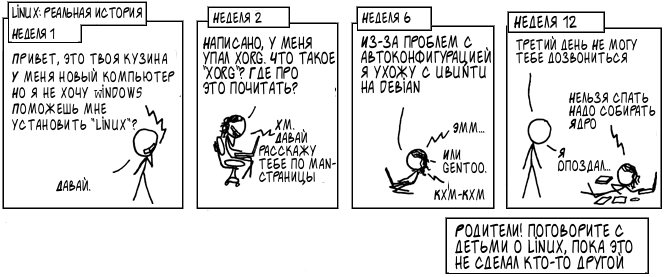 LINUX: РЕАЛЬНАЯ ИСТОРИЯ
НЕДЕЛЯ 1
ПРИВЕТ, ЭТО ТВОЯ КУЗИНА
У МЕНЯ НОВЫЙ КОМПЬЮТЕР
НО Я НЕ ХОЧУ WINDOWS
ПОМОЖЕШЬ МНЕ
УСТАНОВИТЬ "LINUX"?
ДАВАЙ.
НЕДЕЛЯ 2
НАПИСАНО, У МЕНЯ
УПАЛ XORG. ЧТО ТАКОЕ
"XORG"? ГДЕ ПРО
ЭТО ПОЧИТАТЬ?
ХМ.
ДАВАЙ
РАССКАЖУ
ТЕБЕ ПО MAN-
СТРАНИЦЫ
НЕДЕЛЯ 6
ИЗ-ЗА ПРОБЛЕМ С
АВТОКОНФИГУРАЦИЕЙ
Я УХОЖУ С UBUNTU
НА DEBIAN
ЭММ...
ИЛИ
GENTOO.
КХМ-КХМ
НЕДЕЛЯ 12
ТРЕТИЙ ДЕНЬ НЕ МОГУ
ТЕБЕ ДОЗВОНИТЬСЯ
НЕЛЬЗЯ СПАТЬ
НАДО СОБИРАТЬ
ЯДРО
Я
ОПОЗДАЛ...
РОДИТЕЛИ! ПОГОВОРИТЕ С
ДЕТЬМИ О LINUX, ПОКА ЭТО
НЕ СДЕЛАЛ КТО-ТО ДРУГОЙ